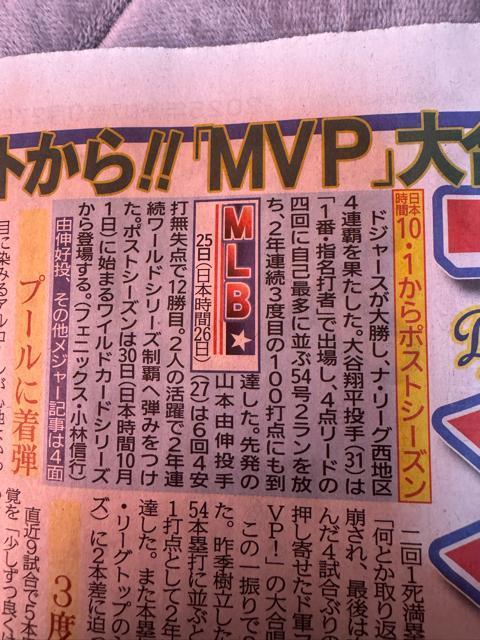 トから!!「MVP」大合
日本時間
10・1からポストシーズン
ドジャースが大勝し、ナ・リーグ西地区
4連覇を果たした。大谷翔平投手(31)は
「1番・指名打者」で出場し、4点リードの
四回に自己最多に並ぶ54号2ランを放
ち、2年連続3度目の100打点にも到
MLB
25日(日本時間26日)
達した。先発の
山本由伸投手
(27)は6回4安
打無失点で12勝目。2人の活躍で2年連
続ワールドシリーズ制覇へ弾みをつけ
た。ポストシーズンは30日(日本時間10月
1日)に始まるワイルドカードシリーズ
から登場する。(フェニックス・小林信行)
由伸好投、その他メジャー記事は4面
プールに着弾
目に染みるアルコー
二回1死満
「何とか取り返
崩され、最後は
んだ4試合ぶりの
押し寄せたド軍
VP!」の大合唱
この一振りで2
た。昨季樹立した
54本塁打に並ぶと
1打点として2年
達した。また本塁
・リーグトップの
ズ)に2本差に迫
3度
直近9試合で5本
覚を「少しずつ良く